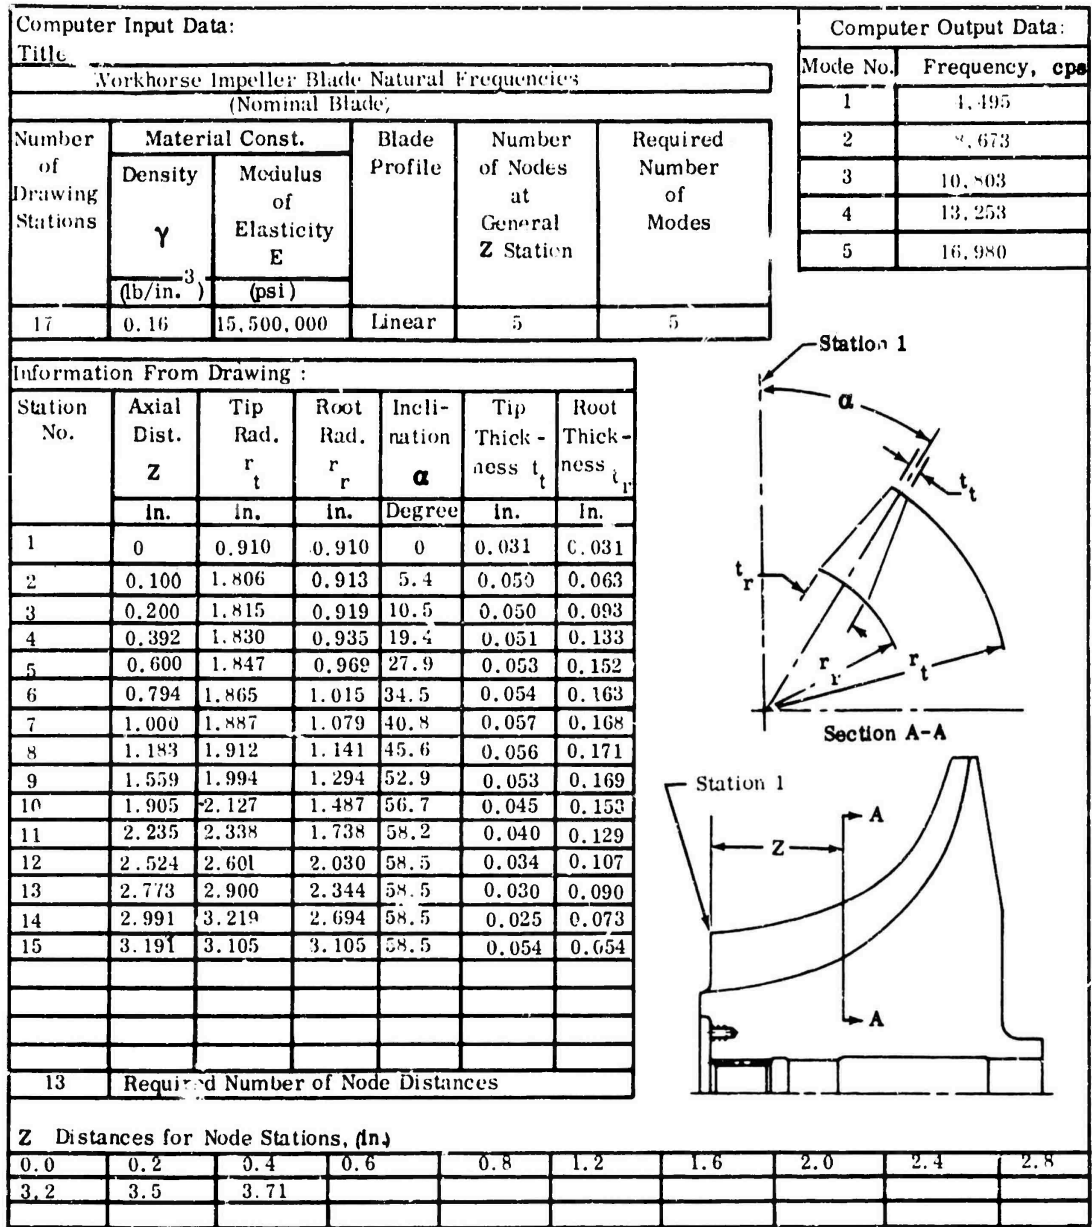 Computer Input Data:
Title
Workhorse Impeller Blade Natural Frequencies
(Nominal Blade)
Number of Drawing Stations | Material Const. | Blade Profile | Number of Nodes at General Z Station | Required Number of Modes
Density γ (lb/in.3) | Modulus of Elasticity E (psi)
17 | 0.16 | 15,500,000 | Linear | 5 | 5
Computer Output Data:
Mode No. | Frequency, cps
1 | 4,495
2 | 8,673
3 | 10,803
4 | 13,253
5 | 16,980
Information From Drawing :
Station No. | Axial Dist. Z | Tip Rad. r t | Root Rad. r r | Incli-nation α | Tip Thick-ness t t | Root Thick-ness t r
in. | in. | in. | Degree | in. | in.
1 | 0 | 0.910 | 0.910 | 0 | 0.031 | 0.031
2 | 0.100 | 1.806 | 0.913 | 5.4 | 0.050 | 0.063
3 | 0.200 | 1.815 | 0.919 | 10.5 | 0.050 | 0.093
4 | 0.392 | 1.830 | 0.935 | 19.4 | 0.051 | 0.133
5 | 0.600 | 1.847 | 0.969 | 27.9 | 0.053 | 0.152
6 | 0.794 | 1.865 | 1.015 | 34.5 | 0.054 | 0.163
7 | 1.000 | 1.887 | 1.079 | 40.8 | 0.057 | 0.168
8 | 1.183 | 1.912 | 1.141 | 45.6 | 0.056 | 0.171
9 | 1.559 | 1.994 | 1.294 | 52.9 | 0.053 | 0.169
10 | 1.905 | 2.127 | 1.487 | 56.7 | 0.045 | 0.153
11 | 2.235 | 2.338 | 1.738 | 58.2 | 0.040 | 0.129
12 | 2.524 | 2.601 | 2.030 | 58.5 | 0.034 | 0.107
13 | 2.773 | 2.900 | 2.344 | 58.5 | 0.030 | 0.090
14 | 2.991 | 3.219 | 2.694 | 58.5 | 0.025 | 0.073
15 | 3.191 | 3.105 | 3.105 | 58.5 | 0.054 | 0.054
13 | Required Number of Node Distances
Station 1
α
t t
t r
r r
r t
Section A-A
Station 1
A
Z
A
Z Distances for Node Stations, (in.)
0.0 | 0.2 | 0.4 | 0.6 | 0.8 | 1.2 | 1.6 | 2.0 | 2.4 | 2.8
3.2 | 3.5 | 3.71